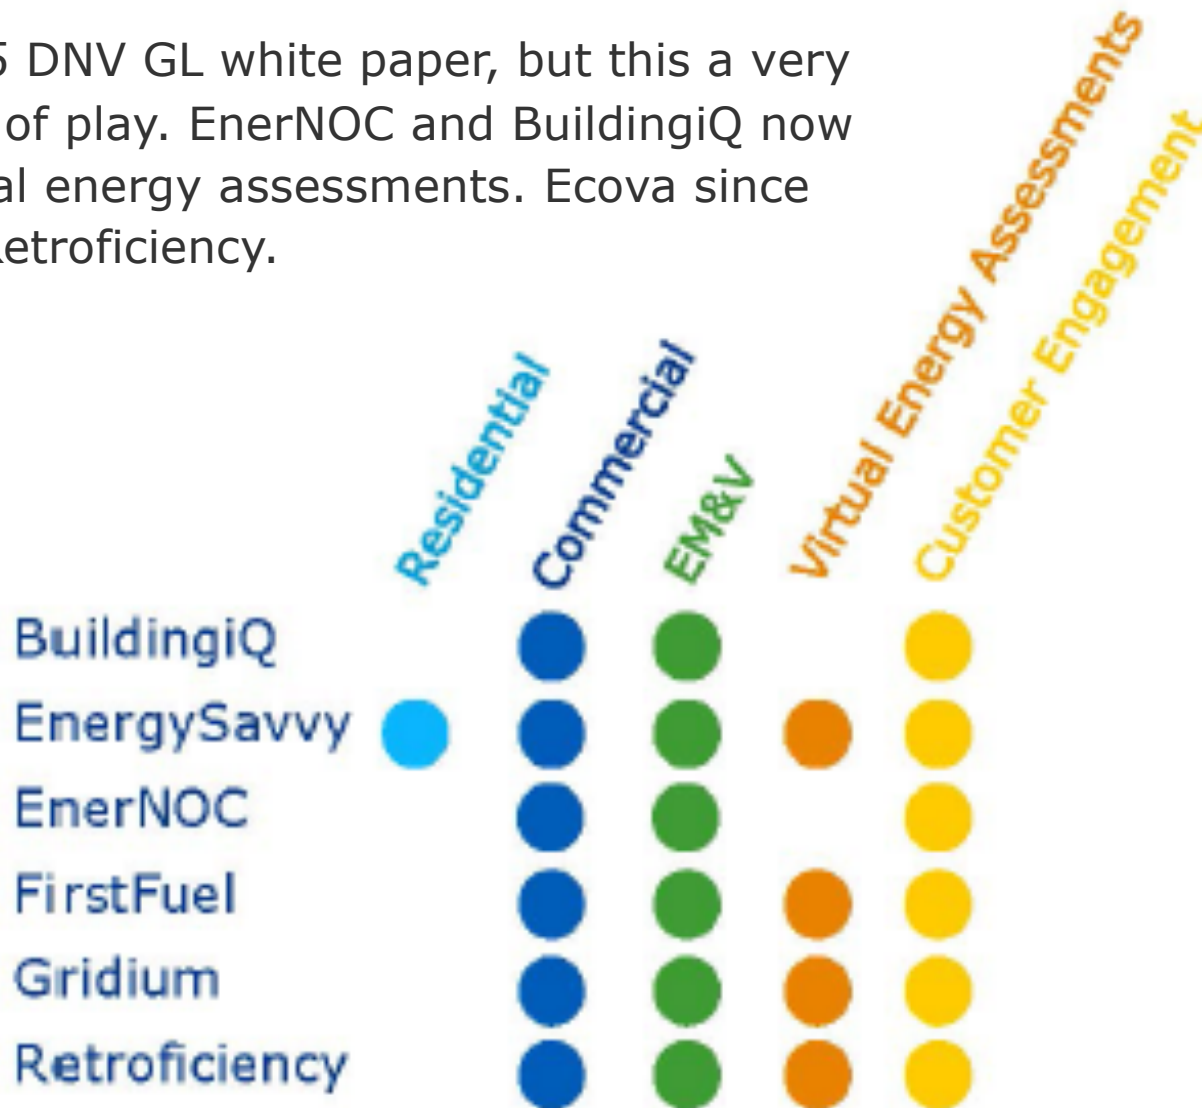 5 DNV GL white paper, but this a very
of play. EnerNOC and BuildingiQ now
al energy assessments. Ecova since
Retroficiency.
Residential
Commercial
EM&V
Virtual Energy Assessments
Customer Engagement
BuildingiQ
EnergySavvy
EnerNOC
FirstFuel
Gridium
Retroficiency